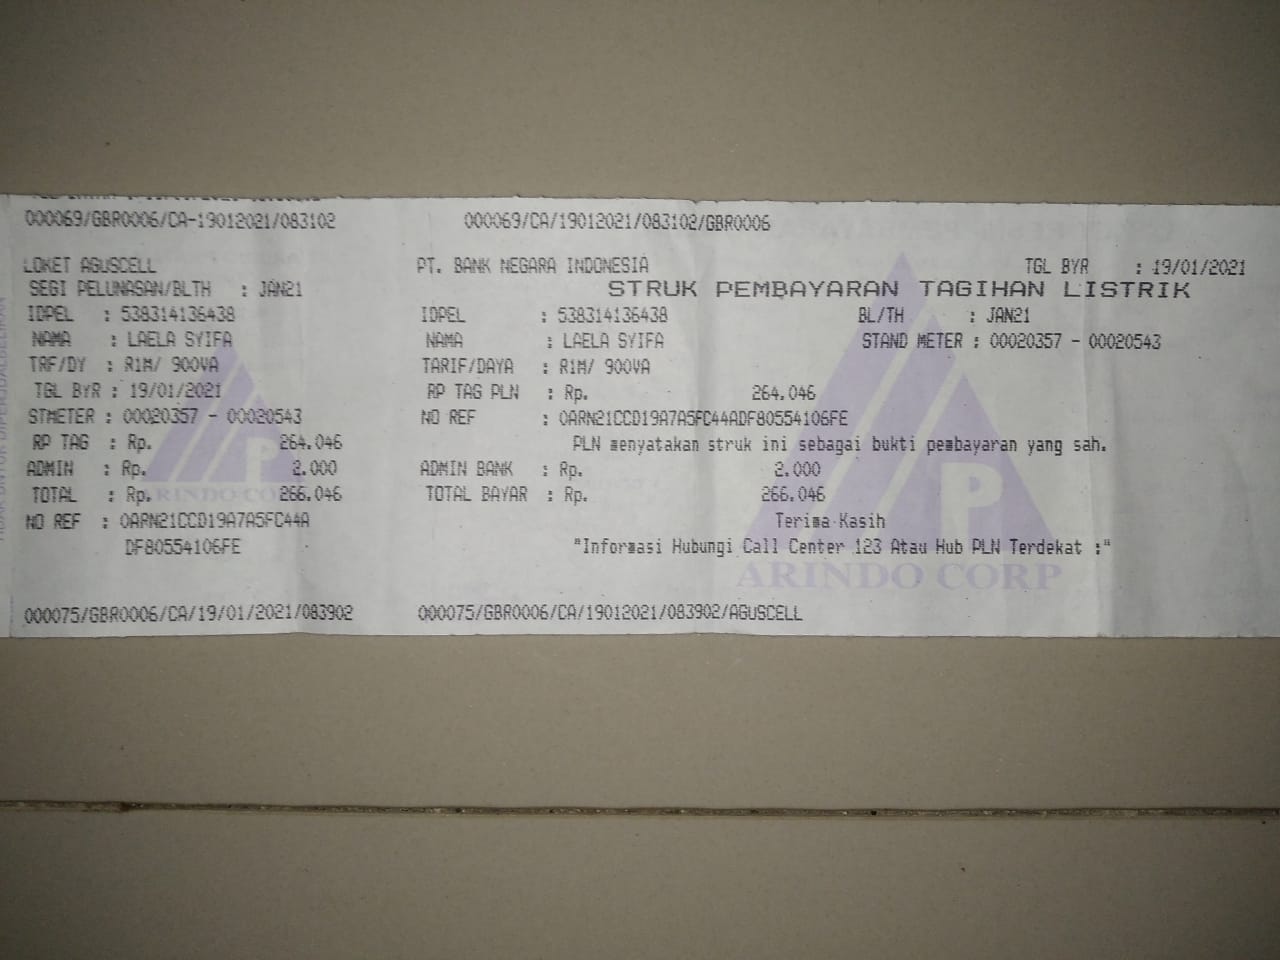 000069/GBR0006/CA-19012021/083102
LOKET AGUSCELL
SEGI PELUNASAN/BLTH : JAN21
IDPEL : 538314136438
NAMA : LAELA SYIFA
TRF/DY : R1M/ 900VA
TGL BYR : 19/01/2021
STMETER : 00020357 - 00020543
RP TAG : Rp. 264.046
ADMIN : Rp. 2.000
TOTAL : Rp. 266.046
NO REF : 0ARN21CCD19A7A5FC44A
DF80554106FE
ARINDO CORP
P
000075/GBR0006/CA/19/01/2021/083902
000069/CA/19012021/083102/GBR0006
PT. BANK NEGARA INDONESIA TGL BYR : 19/01/2021
STRUK PEMBAYARAN TAGIHAN LISTRIK
IDPEL : 538314136438 BL/TH : JAN21
NAMA : LAELA SYIFA STAND METER : 00020357 - 00020543
TARIF/DAYA : R1M/ 900VA
RP TAG PLN : Rp. 264.046
NO REF : 0ARN21CCD19A7A5FC44ADF80554106FE
PLN menyatakan struk ini sebagai bukti pembayaran yang sah.
ADMIN BANK : Rp. 2.000
TOTAL BAYAR : Rp. 266.046
Terima Kasih
"Informasi Hubungi Call Center 123 Atau Hub PLN Terdekat :"
P
ARINDO CORP
000075/GBR0006/CA/19012021/083902/AGUSCELL